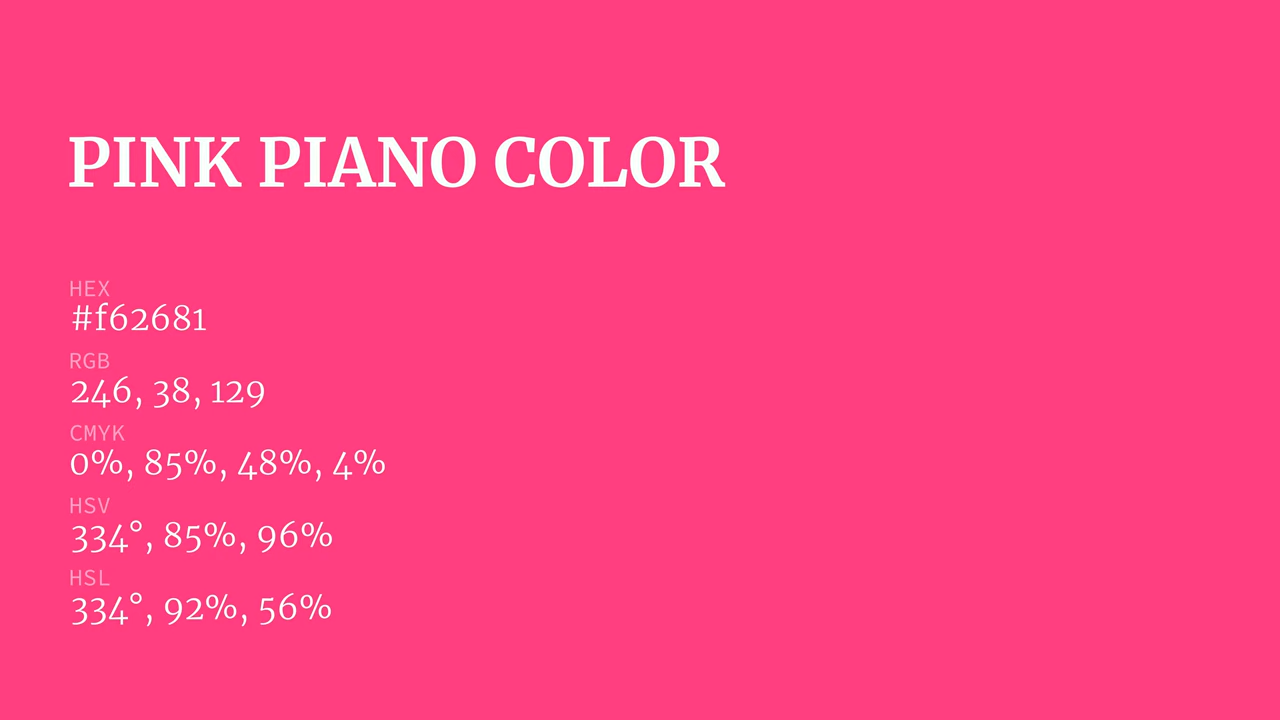 PINK PIANO COLOR
HEX
#f62681
RGB
246, 38, 129
CMYK
0%, 85%, 48%, 4%
HSV
334°, 85%, 96%
HSL
334°, 92%, 56%